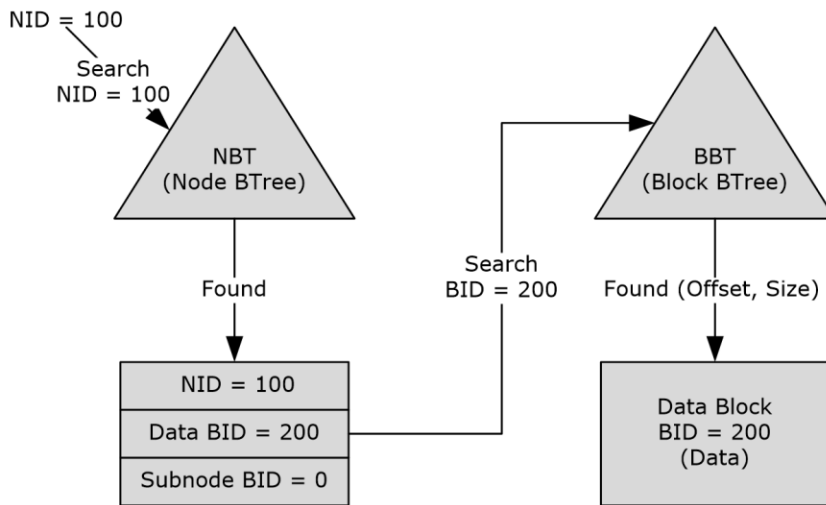 NID = 100
Search
NID = 100
NBT
(Node BTree)
Found
NID = 100
Data BID = 200
Subnode BID = 0
Search
BID = 200
BBT
(Block BTree)
Found (Offset, Size)
Data Block
BID = 200
(Data)